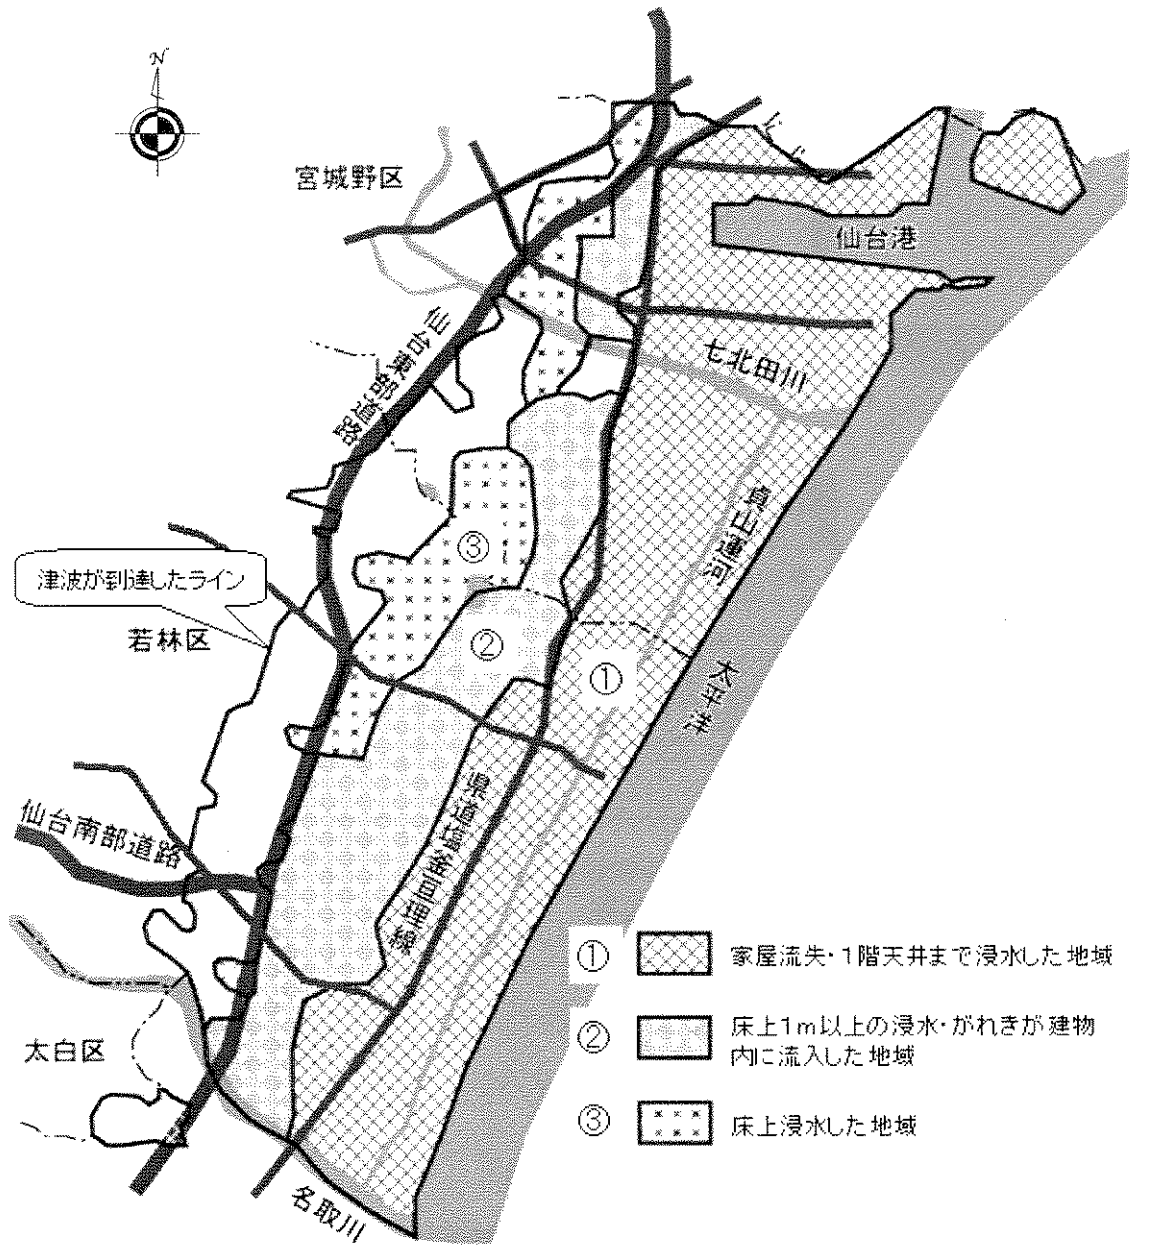 N
宮城野区
仙台港
仙台東部道路
七北田川
貞山運河
③
津波が到達したライン
若林区
②
①
太平洋
県道塩釜亘理線
仙台南部道路
① 家屋流失・1階天井まで浸水した地域
② 床上1m以上の浸水・がれきが建物
内に流入した地域
太白区
③ 床上浸水した地域
名取川